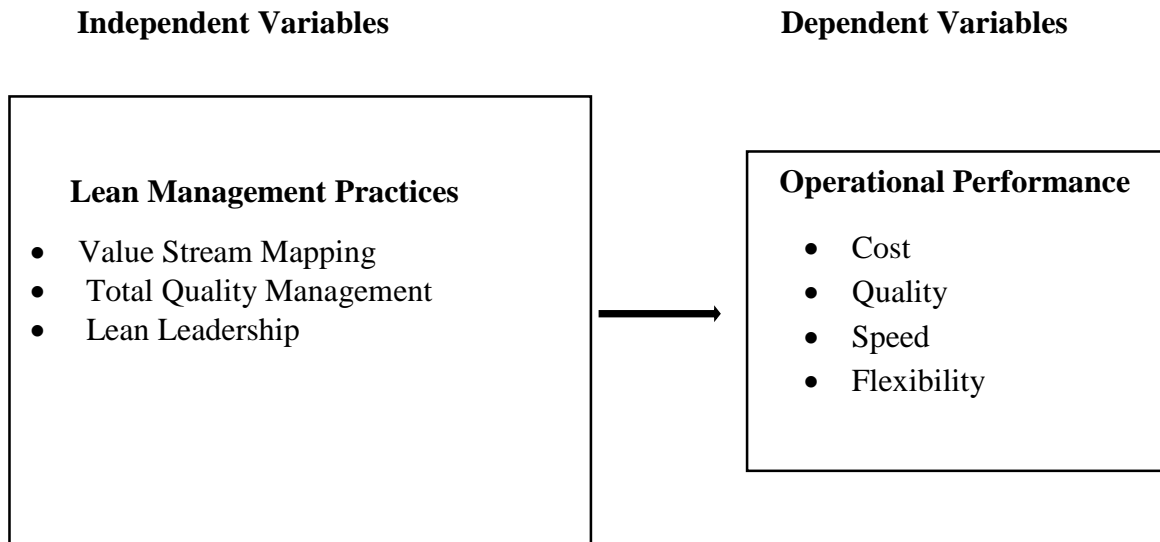 Independent Variables
Dependent Variables
Lean Management Practices
• Value Stream Mapping
• Total Quality Management
• Lean Leadership
Operational Performance
• Cost
• Quality
• Speed
• Flexibility